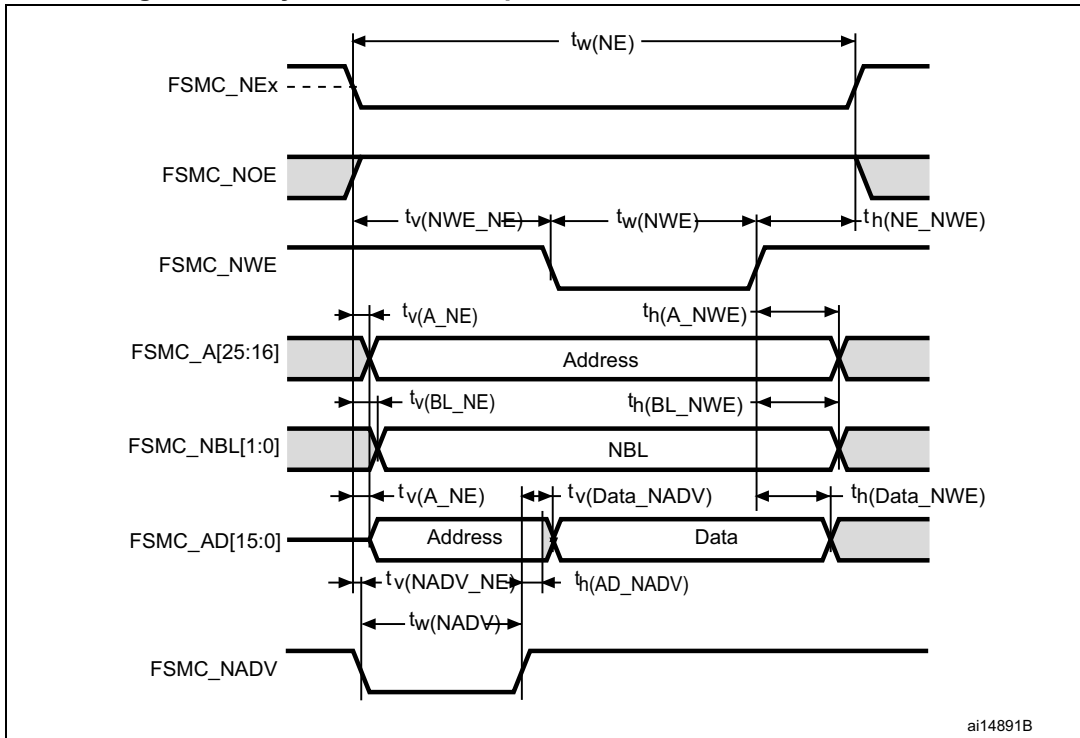 tw(NE)
FSMC_NEx
FSMC_NOE
tv(NWE_NE) tw(NWE) th(NE_NWE)
FSMC_NWE
tv(A_NE) th(A_NWE)
FSMC_A[25:16] Address
tv(BL_NE) th(BL_NWE)
FSMC_NBL[1:0] NBL
tv(A_NE) tv(Data_NADV) th(Data_NWE)
FSMC_AD[15:0] Address Data
tv(NADV_NE) th(AD_NADV)
tw(NADV)
FSMC_NADV
ai14891B